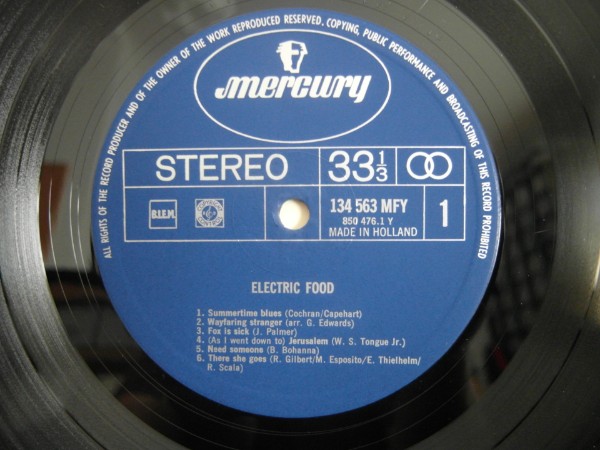 ALL RIGHTS OF THE RECORD PRODUCER AND OF THE OWNER OF THE WORK REPRODUCED RESERVED. COPYING, PUBLIC PERFORMANCE AND BROADCASTING OF THIS RECORD PROHIBITED
mercury
STEREO 33 1/3
B.I.E.M. 134 563 MFY 1
850 476.1 Y
MADE IN HOLLAND
ELECTRIC FOOD
1. Summertime blues (Cochran/Capehart)
2. Wayfaring stranger (arr. G. Edwards)
3. Fox is sick (J. Palmer)
4. (As I went down to) Jerusalem (W. S. Tongue Jr.)
5. Need someone (B. Bohanna)
6. There she goes (R. Gilbert/M. Esposito/E. Thielhelm/
R. Scala)